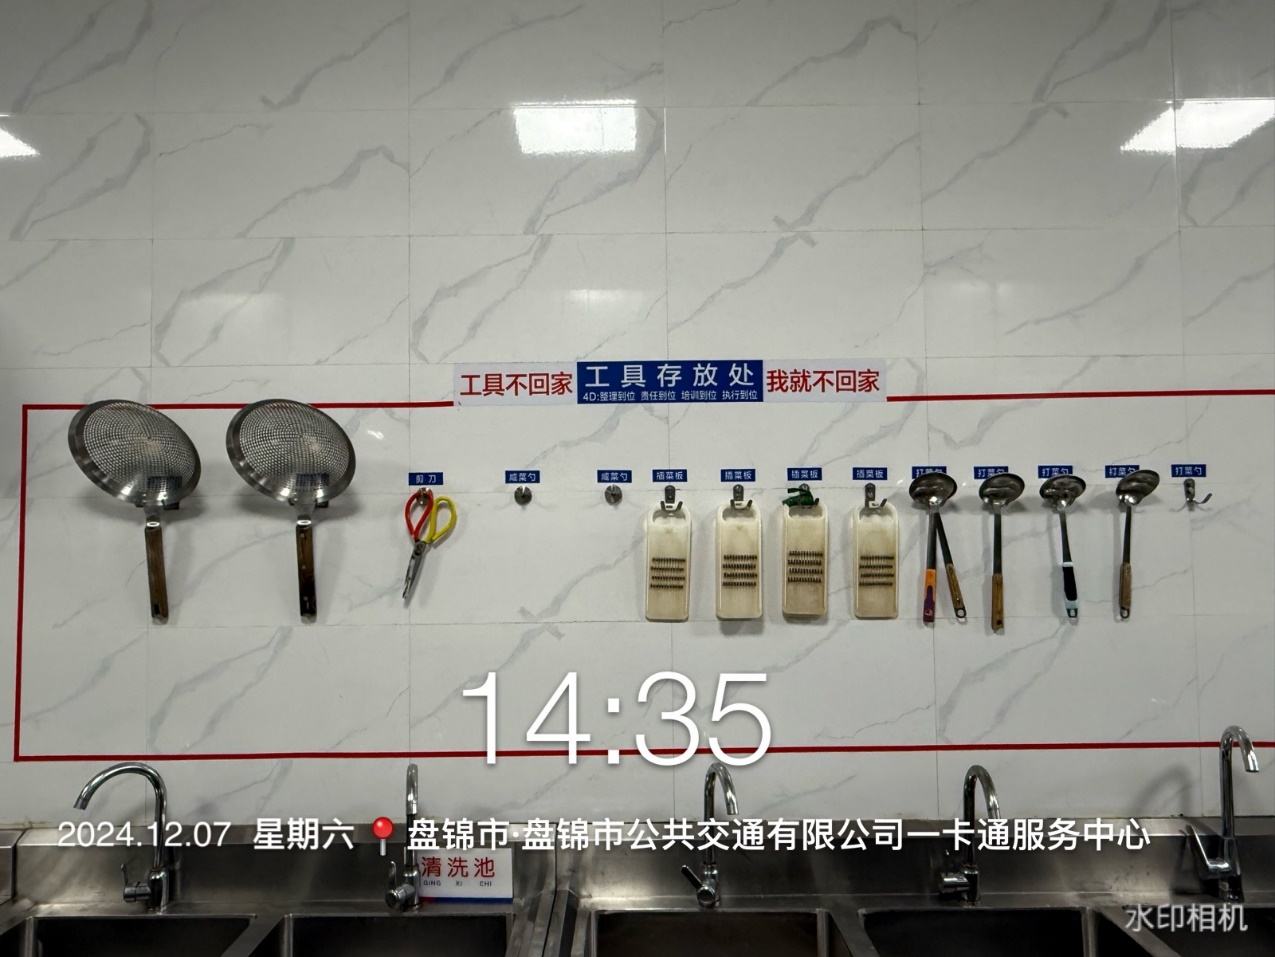 工具不回家
工具存放处
4D:整理到位 责任到位 培训到位 执行到位
我就不回家
剪刀
咸菜勺
咸菜勺
插菜板
插菜板
插菜板
插菜板
打菜勺
打菜勺
打菜勺
打菜勺
打菜勺
14:35
2024.12.07 星期六 盘锦市·盘锦市公共交通有限公司一卡通服务中心
清洗池
QING XI CHI
水印相机